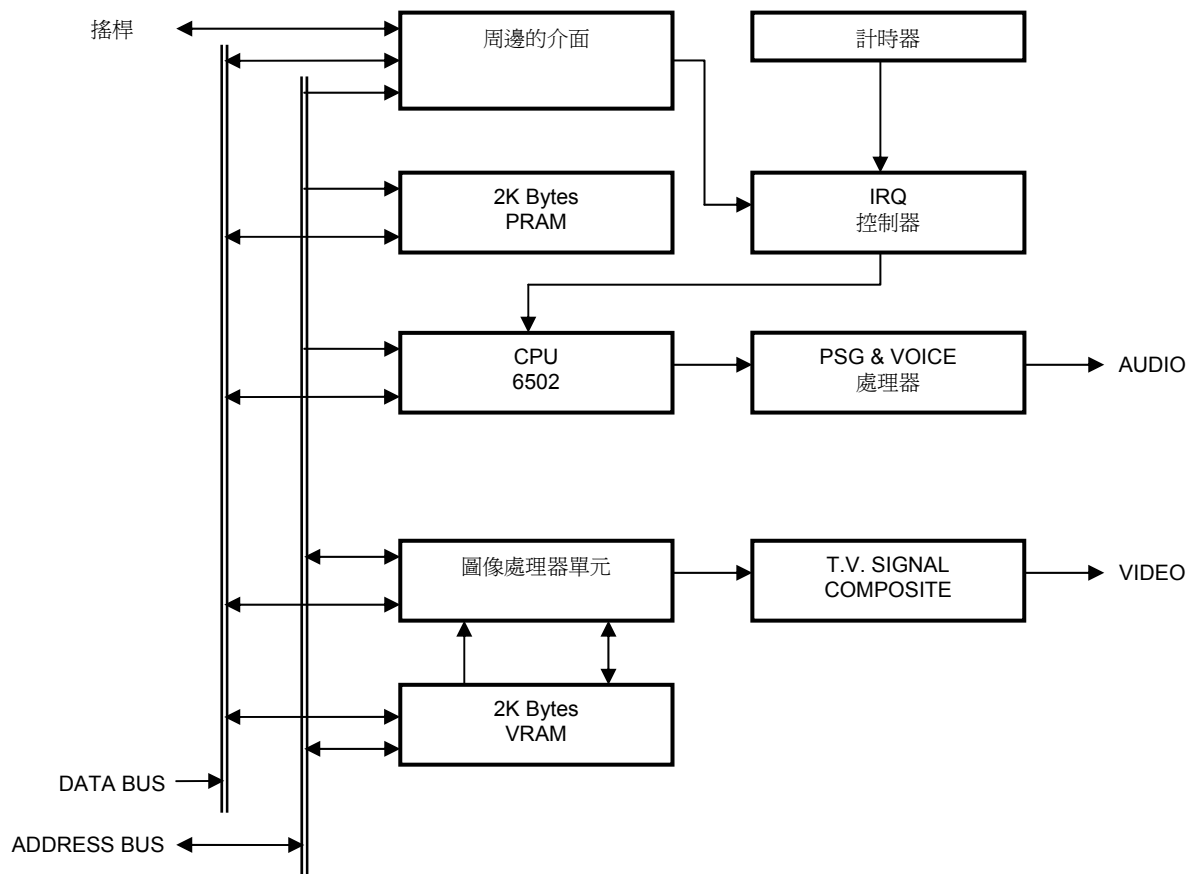 搖桿
周邊的介面
計時器
2K Bytes
PRAM
IRQ
控制器
CPU
6502
PSG & VOICE
處理器
AUDIO
圖像處理器單元
T.V. SIGNAL
COMPOSITE
VIDEO
2K Bytes
VRAM
DATA BUS
ADDRESS BUS